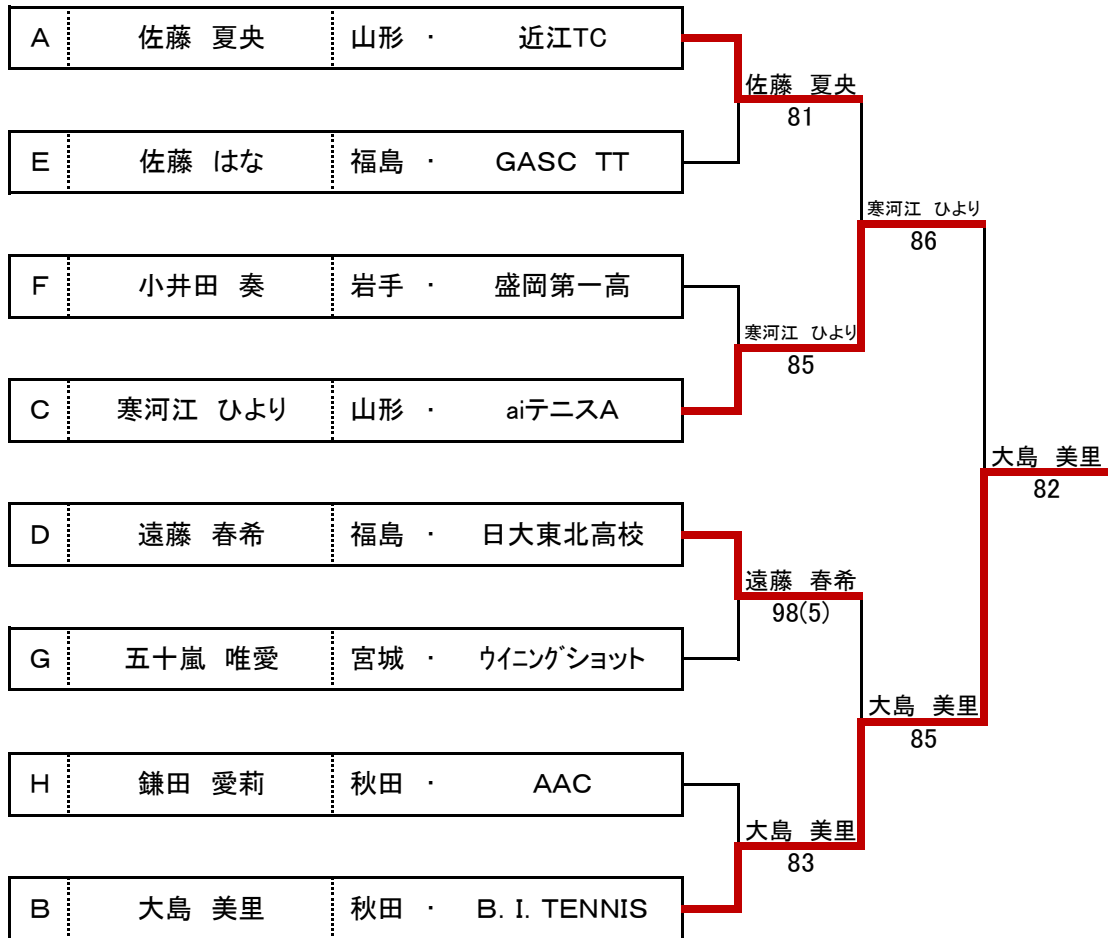 A 佐藤 夏央 山形 ・ 近江TC
佐藤 夏央
81
E 佐藤 はな 福島 ・ GASC TT
寒河江 ひより
86
F 小井田 奏 岩手 ・ 盛岡第一高
寒河江 ひより
85
C 寒河江 ひより 山形 ・ aiテニスA
大島 美里
82
D 遠藤 春希 福島 ・ 日大東北高校
遠藤 春希
98(5)
G 五十嵐 唯愛 宮城 ・ ウイニングショット
大島 美里
85
H 鎌田 愛莉 秋田 ・ AAC
大島 美里
83
B 大島 美里 秋田 ・ B. I. TENNIS